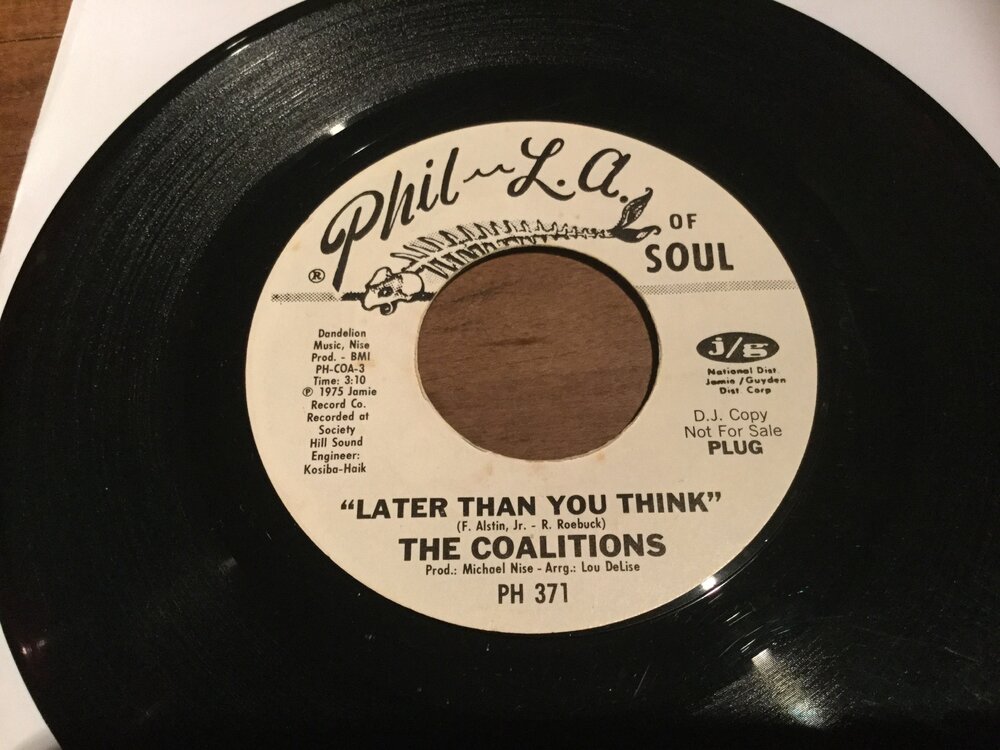 Phil-L.A.
OF
SOUL
®
Dandelion
Music, Nise
Prod. - BMI
PH-COA-3
Time: 3:10
℗ 1975 Jamie
Record Co.
Recorded at
Society
Hill Sound
Engineer:
Kosiba-Haik
j/g
National Dist.
Jamie/Guyden
Dist Corp
D.J. Copy
Not For Sale
PLUG
"LATER THAN YOU THINK"
(F. Alstin, Jr. - R. Roebuck)
THE COALITIONS
Prod.: Michael Nise - Arrg.: Lou DeLise
PH 371